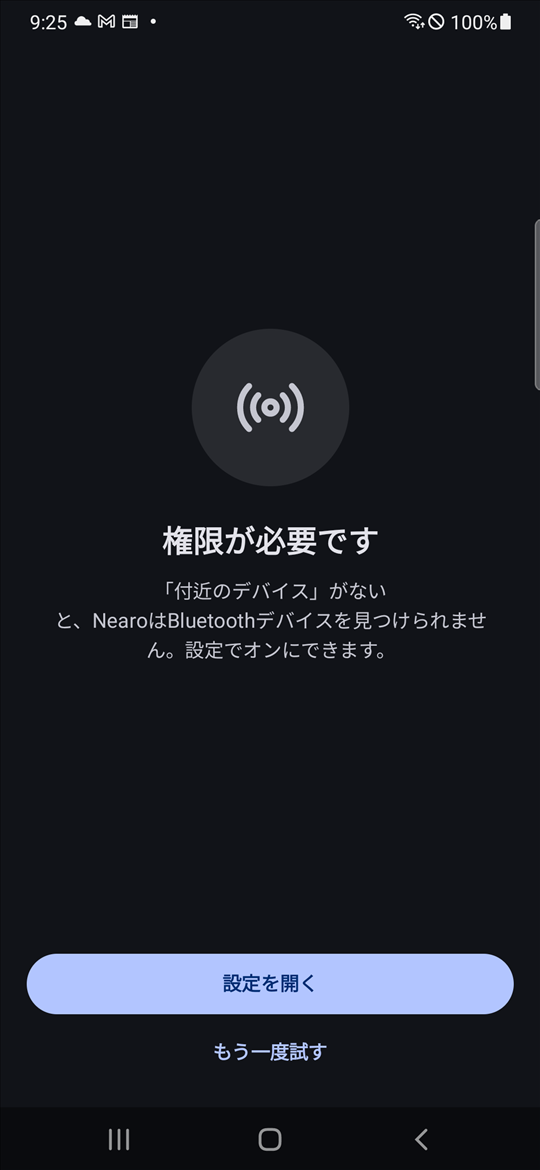 9:25
100%
権限が必要です
「付近のデバイス」がない
と、NearoはBluetoothデバイスを見つけられませ
ん。設定でオンにできます。
設定を開く
もう一度試す